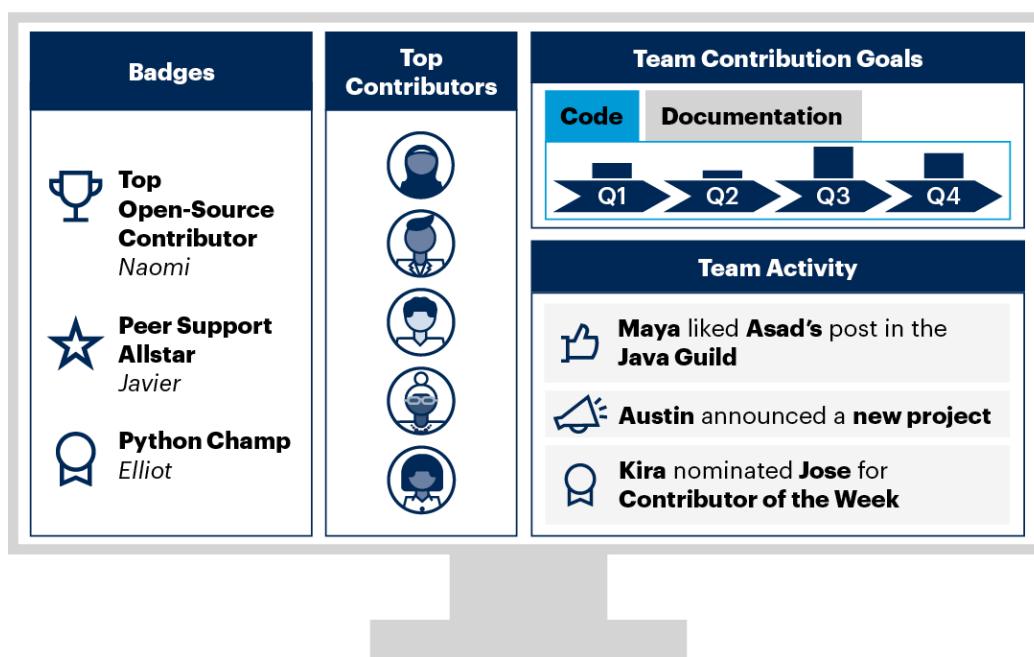 Badges
Top
Open-Source
Contributor
Naomi
Peer Support
Allstar
Javier
Python Champ
Elliot
Top
Contributors
Team Contribution Goals
Code
Documentation
Q1
Q2
Q3
Q4
Team Activity
Maya liked Asad’s post in the
Java Guild
Austin announced a new project
Kira nominated Jose for
Contributor of the Week